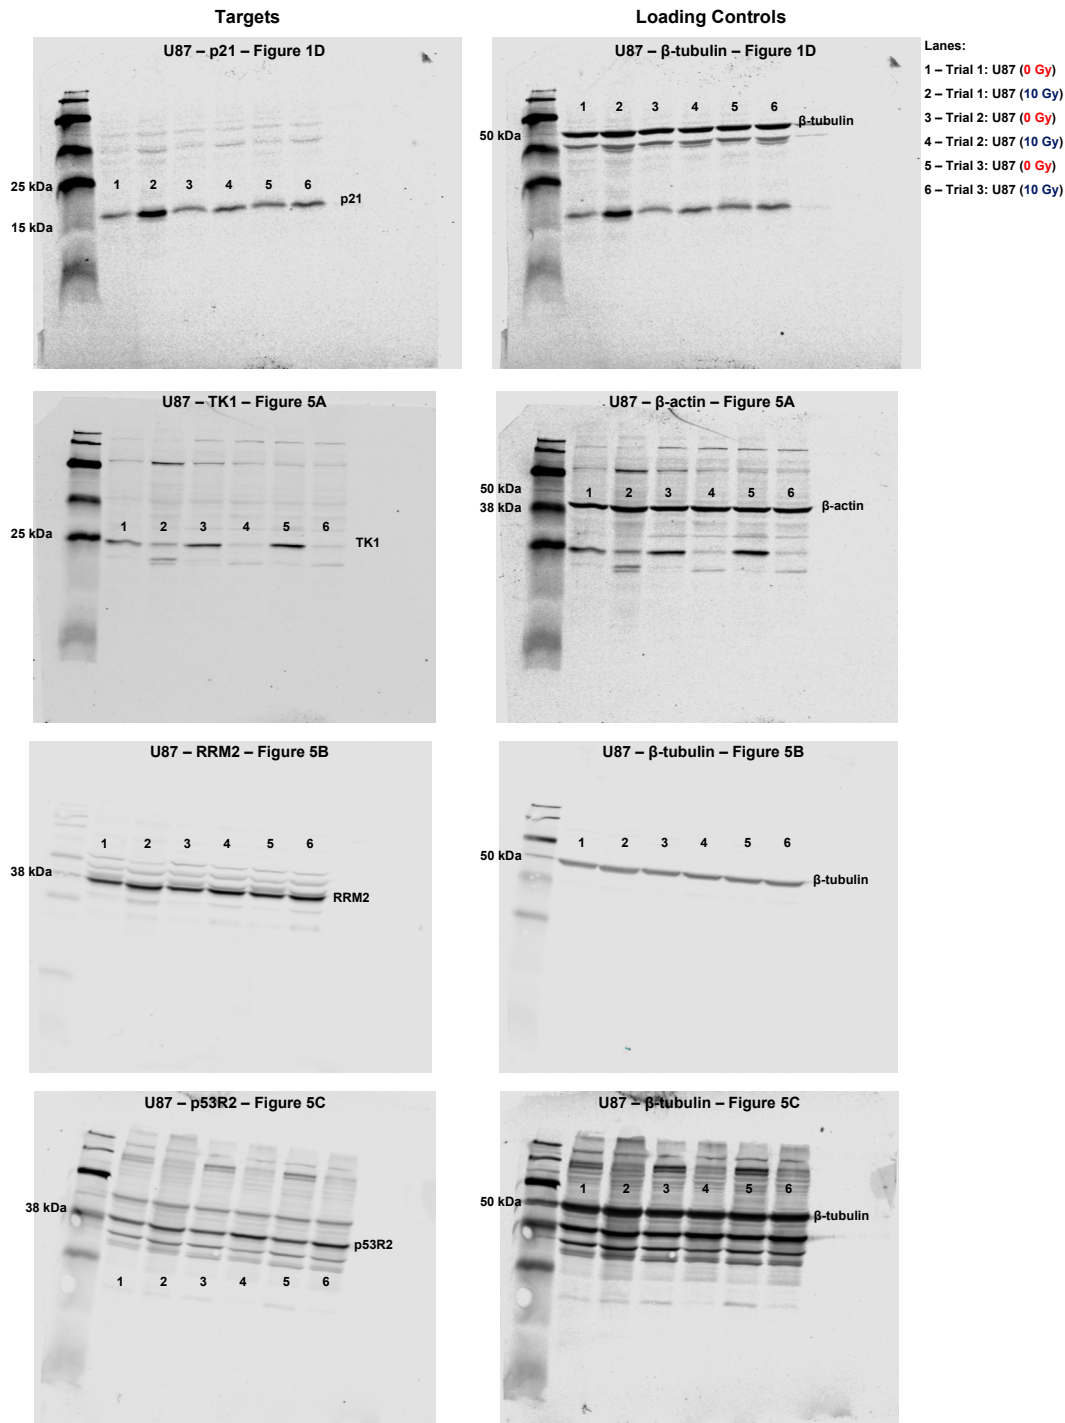 Targets
Loading Controls
U87 – p21 – Figure 1D
25 kDa
15 kDa
1 2 3 4 5 6
p21
U87 – β-tubulin – Figure 1D
50 kDa
1 2 3 4 5 6
β-tubulin
Lanes:
1 – Trial 1: U87 (0 Gy)
2 – Trial 1: U87 (10 Gy)
3 – Trial 2: U87 (0 Gy)
4 – Trial 2: U87 (10 Gy)
5 – Trial 3: U87 (0 Gy)
6 – Trial 3: U87 (10 Gy)
U87 – TK1 – Figure 5A
25 kDa
1 2 3 4 5 6
TK1
U87 – β-actin – Figure 5A
50 kDa
38 kDa
1 2 3 4 5 6
β-actin
U87 – RRM2 – Figure 5B
1 2 3 4 5 6
38 kDa
RRM2
U87 – β-tubulin – Figure 5B
1 2 3 4 5 6
50 kDa
β-tubulin
U87 – p53R2 – Figure 5C
38 kDa
p53R2
1 2 3 4 5 6
U87 – β-tubulin – Figure 5C
1 2 3 4 5 6
50 kDa
β-tubulin